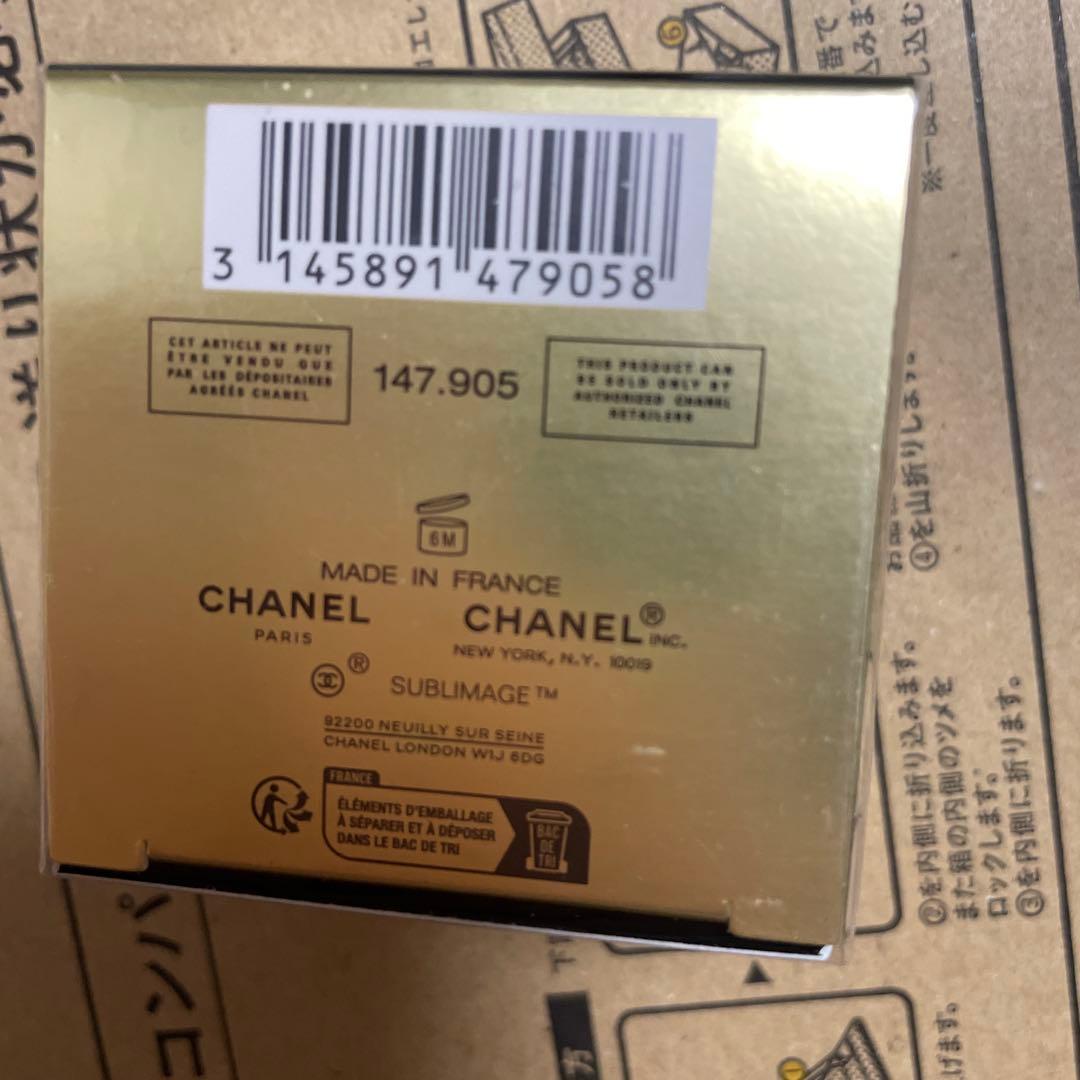 3 145891 479058
CET ARTICLE NE PEUT
ÊTRE VENDU QUE
PAR LES DÉPOSITAIRES
AGRÉÉS CHANEL
147.905
THIS PRODUCT CAN
BE SOLD ONLY BY
AUTHORIZED CHANEL
RETAILERS
6M
MADE IN FRANCE
CHANEL
PARIS
CHANEL® INC.
NEW YORK, N.Y. 10019
®
SUBLIMAGE™
92200 NEUILLY SUR SEINE
CHANEL LONDON W1J 6DG
FRANCE
ÉLÉMENTS D'EMBALLAGE
À SÉPARER ET À DÉPOSER
DANS LE BAC DE TRI
BAC
DE
TRI
④を山折りします。
②を内側に折り込みます。
また箱の内側のツメを
ロックします。
③を内側に折ります。
コンパ